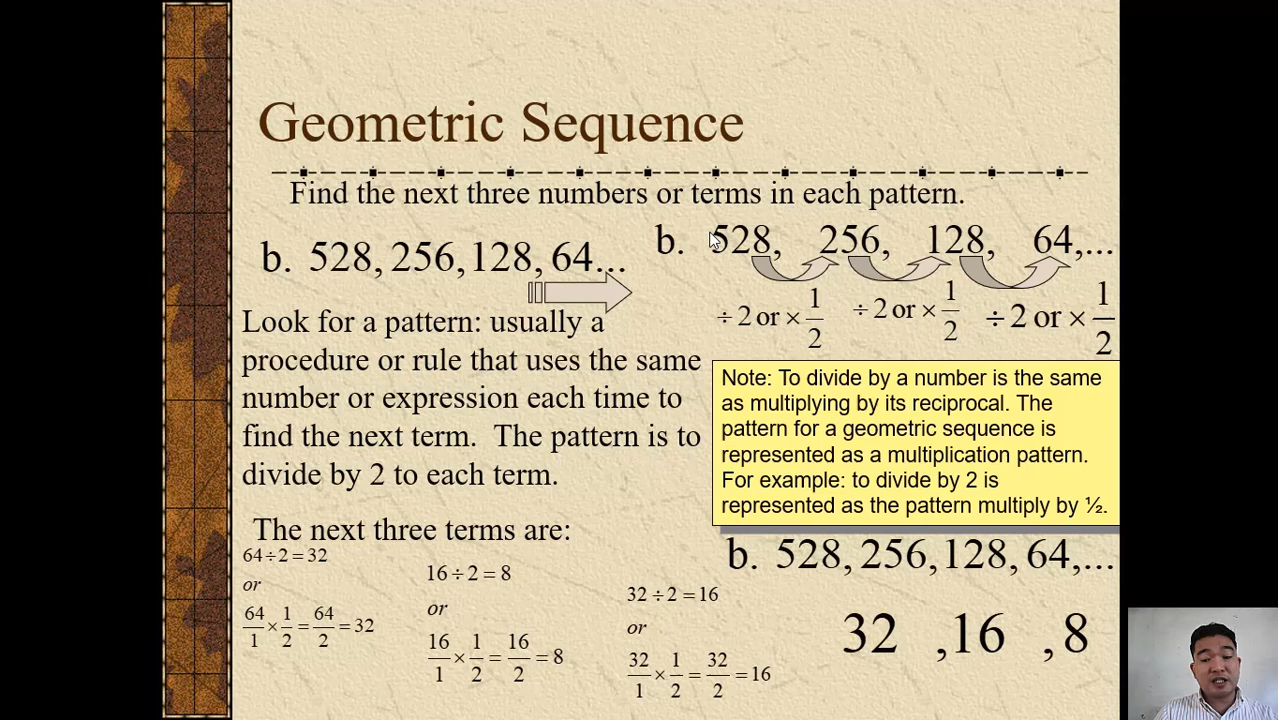 Geometric Sequence
Find the next three numbers or terms in each pattern.
b. 528, 256, 128, 64...
b. 528, 256, 128, 64,...
÷ 2 or × 1/2
÷ 2 or × 1/2
÷ 2 or × 1/2
Look for a pattern: usually a
procedure or rule that uses the same
number or expression each time to
find the next term. The pattern is to
divide by 2 to each term.
Note: To divide by a number is the same
as multiplying by its reciprocal. The
pattern for a geometric sequence is
represented as a multiplication pattern.
For example: to divide by 2 is
represented as the pattern multiply by ½.
The next three terms are:
64 ÷ 2 = 32
or
64/1 × 1/2 = 64/2 = 32
16 ÷ 2 = 8
or
16/1 × 1/2 = 16/2 = 8
32 ÷ 2 = 16
or
32/1 × 1/2 = 32/2 = 16
b. 528, 256, 128, 64,...
32 , 16 , 8